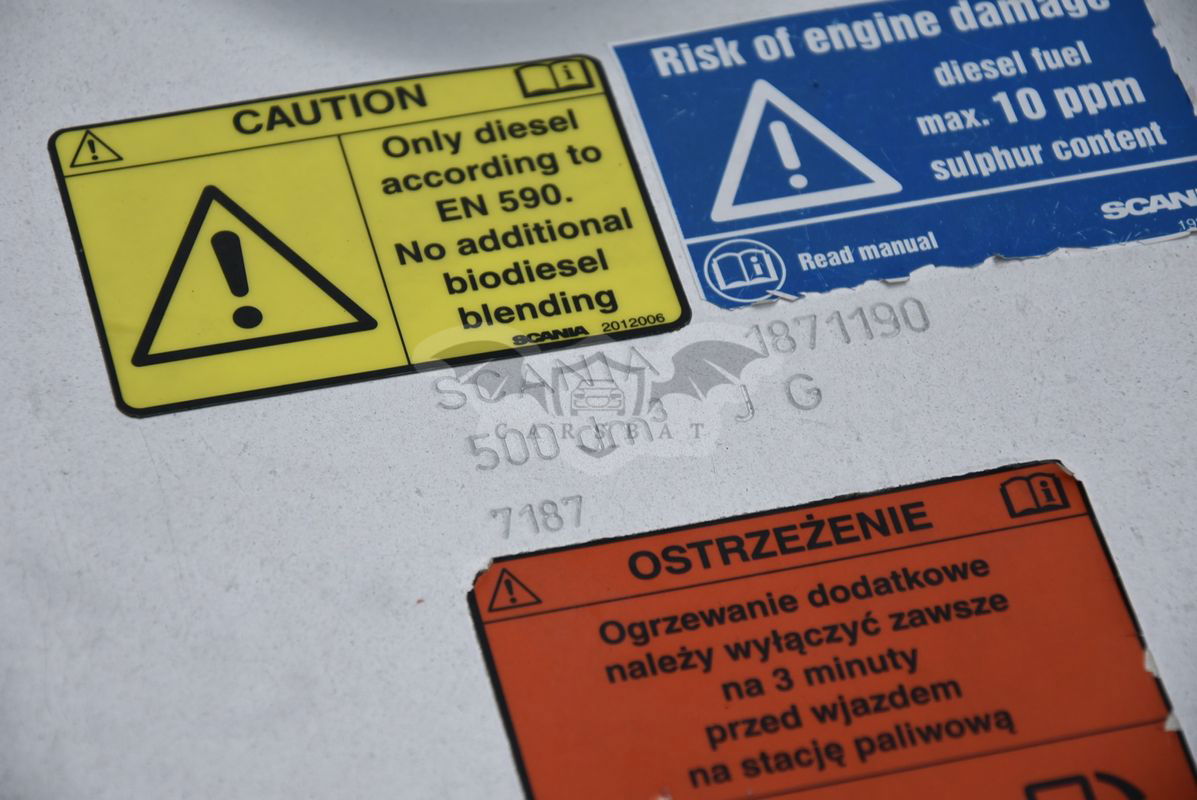 CAUTION
Only diesel
according to
EN 590.
No additional
biodiesel
blending
SCANIA 2012006
Risk of engine damage
diesel fuel
max. 10 ppm
sulphur content
Read manual
1871190
SCANIA
J G
500 dm³
CARSBAT
7187
OSTRZEŻENIE
Ogrzewanie dodatkowe
należy wyłączyć zawsze
na 3 minuty
przed wjazdem
na stację paliwową